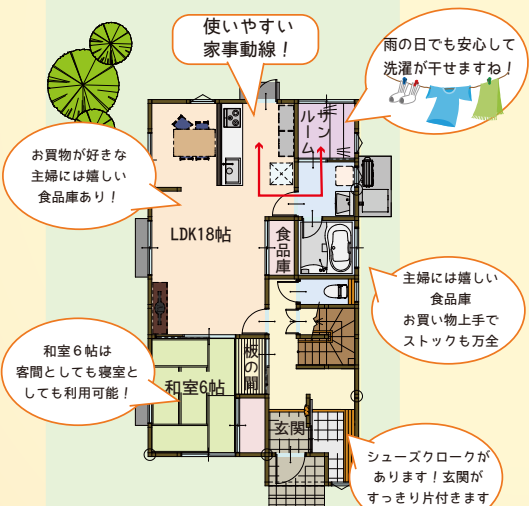 使いやすい
家事動線！
雨の日でも安心して
洗濯が干せますね！
サンルーム
お買物が好きな
主婦には嬉しい
食品庫あり！
LDK18帖
食品庫
主婦には嬉しい
食品庫
お買い物上手で
ストックも万全
和室６帖は
客間としても寝室と
しても利用可能！
和室6帖
板の間
玄関
シューズクロークが
あります！玄関が
すっきり片付きます